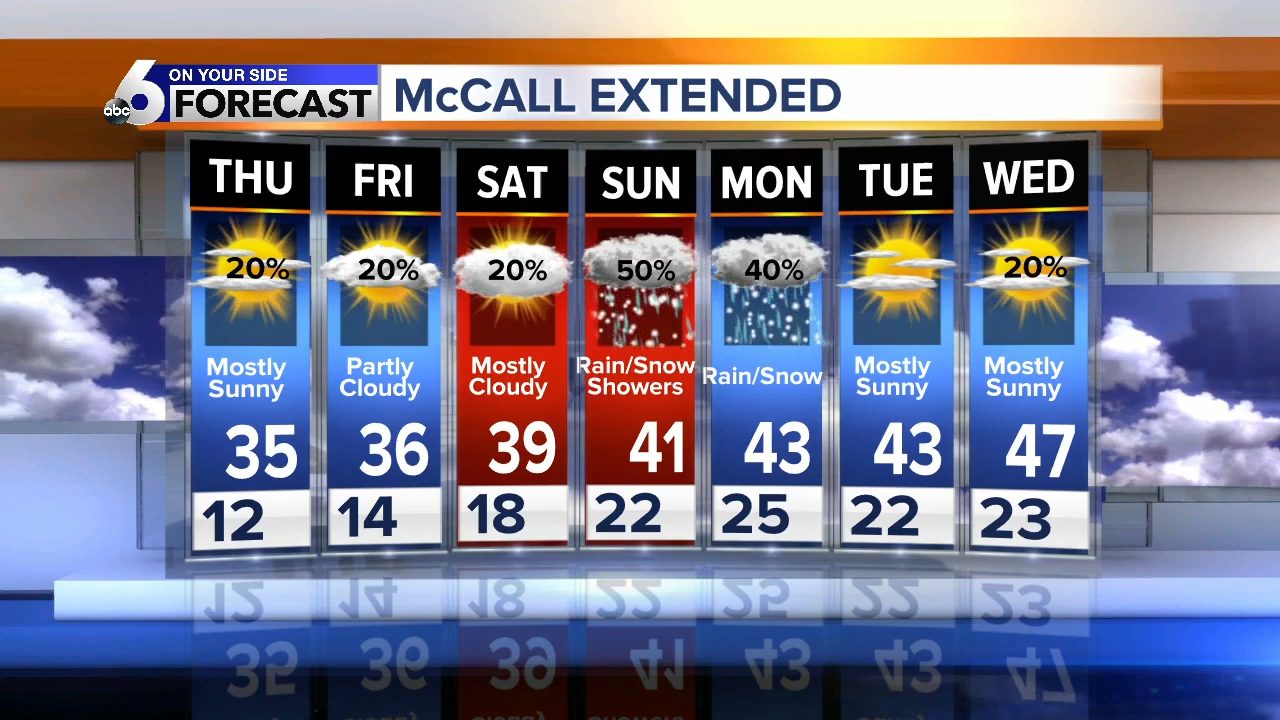 ON YOUR SIDE
abc 6 FORECAST
McCALL EXTENDED
THU FRI SAT SUN MON TUE WED
20% 20% 20% 50% 40% 20%
Mostly Sunny
Partly Cloudy
Mostly Cloudy
Rain/Snow Showers
Rain/Snow
Mostly Sunny
Mostly Sunny
35 36 39 41 43 43 47
12 14 18 22 25 22 23